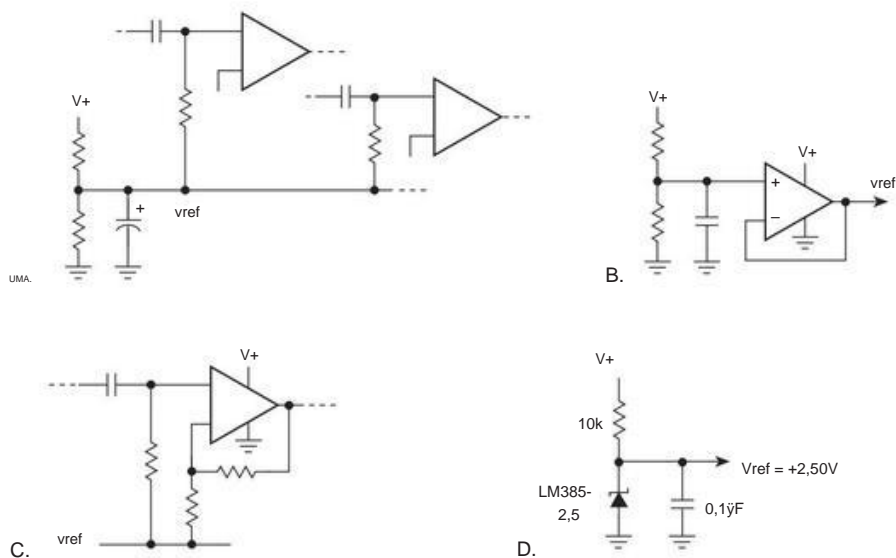 V+
+
vref
UMA.
V+
V+
+
−
vref
B.
V+
vref
C.
V+
10k
Vref = +2,50V
LM385-
2,5
0,1ÿF
D.